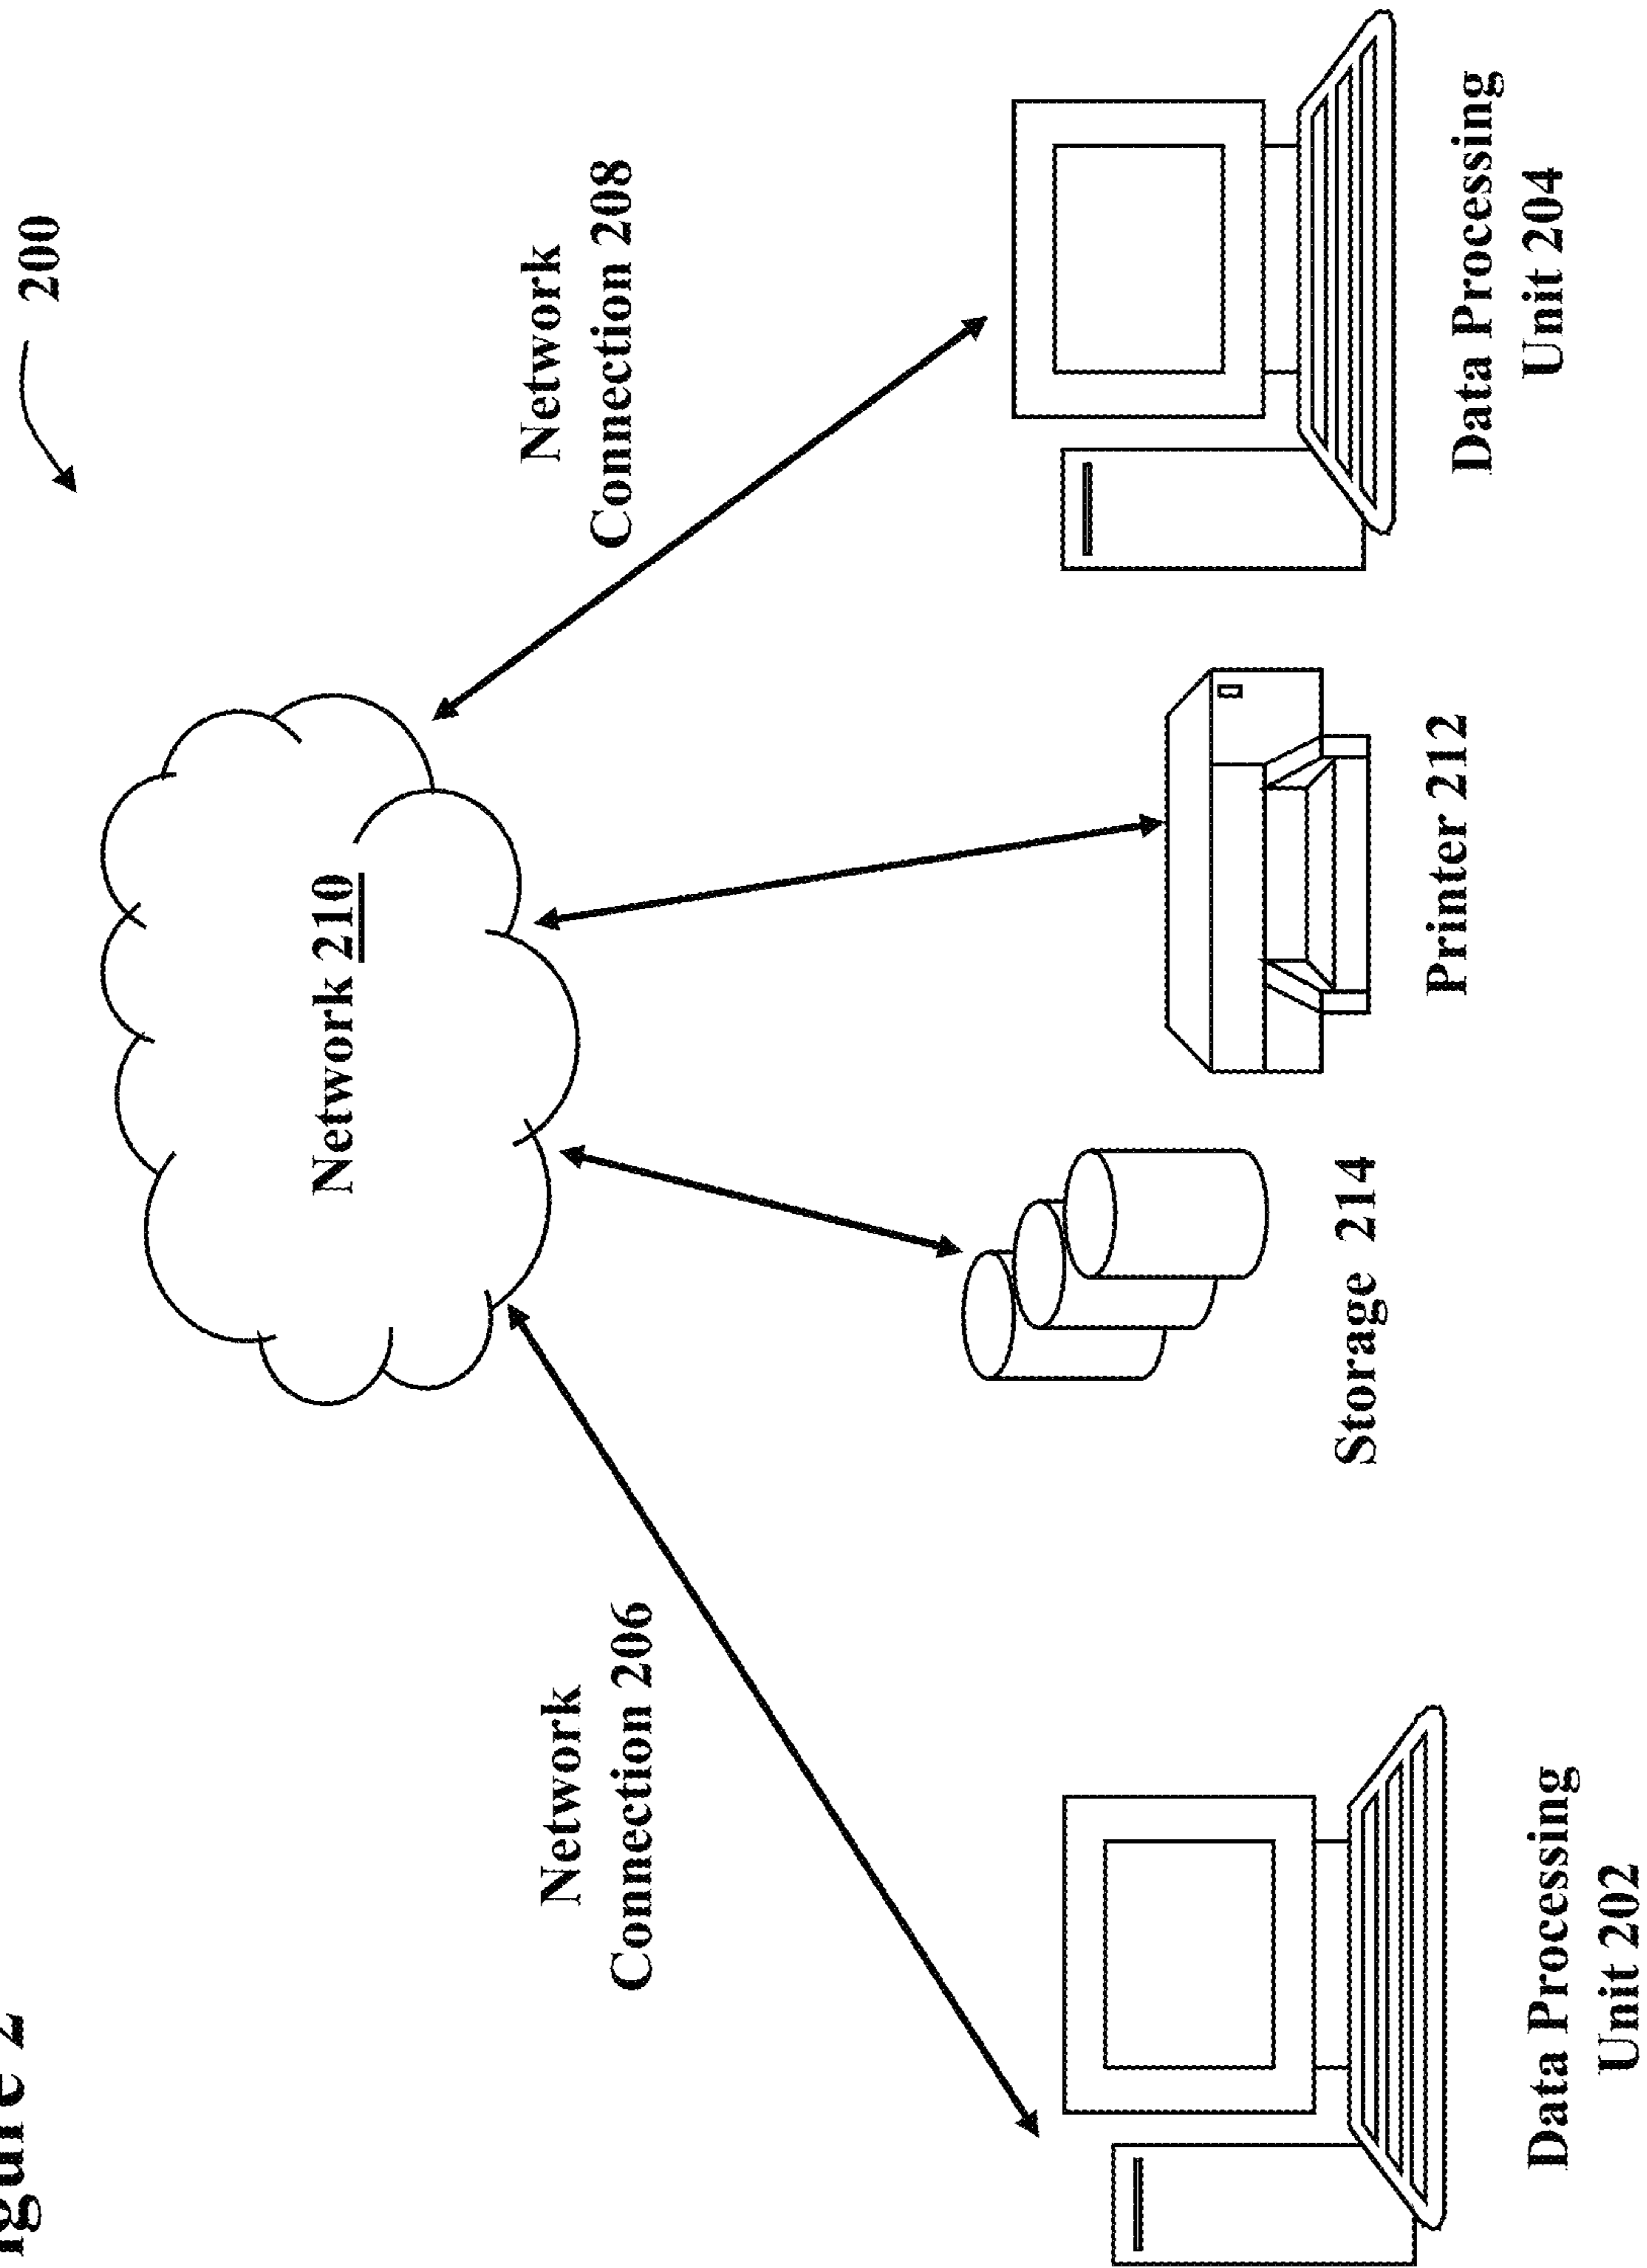 igure 2
200
Network 210
Network
Connection 208
Network
Connection 206
Storage 214
Printer 212
Data Processing
Unit 204
Data Processing
Unit 202